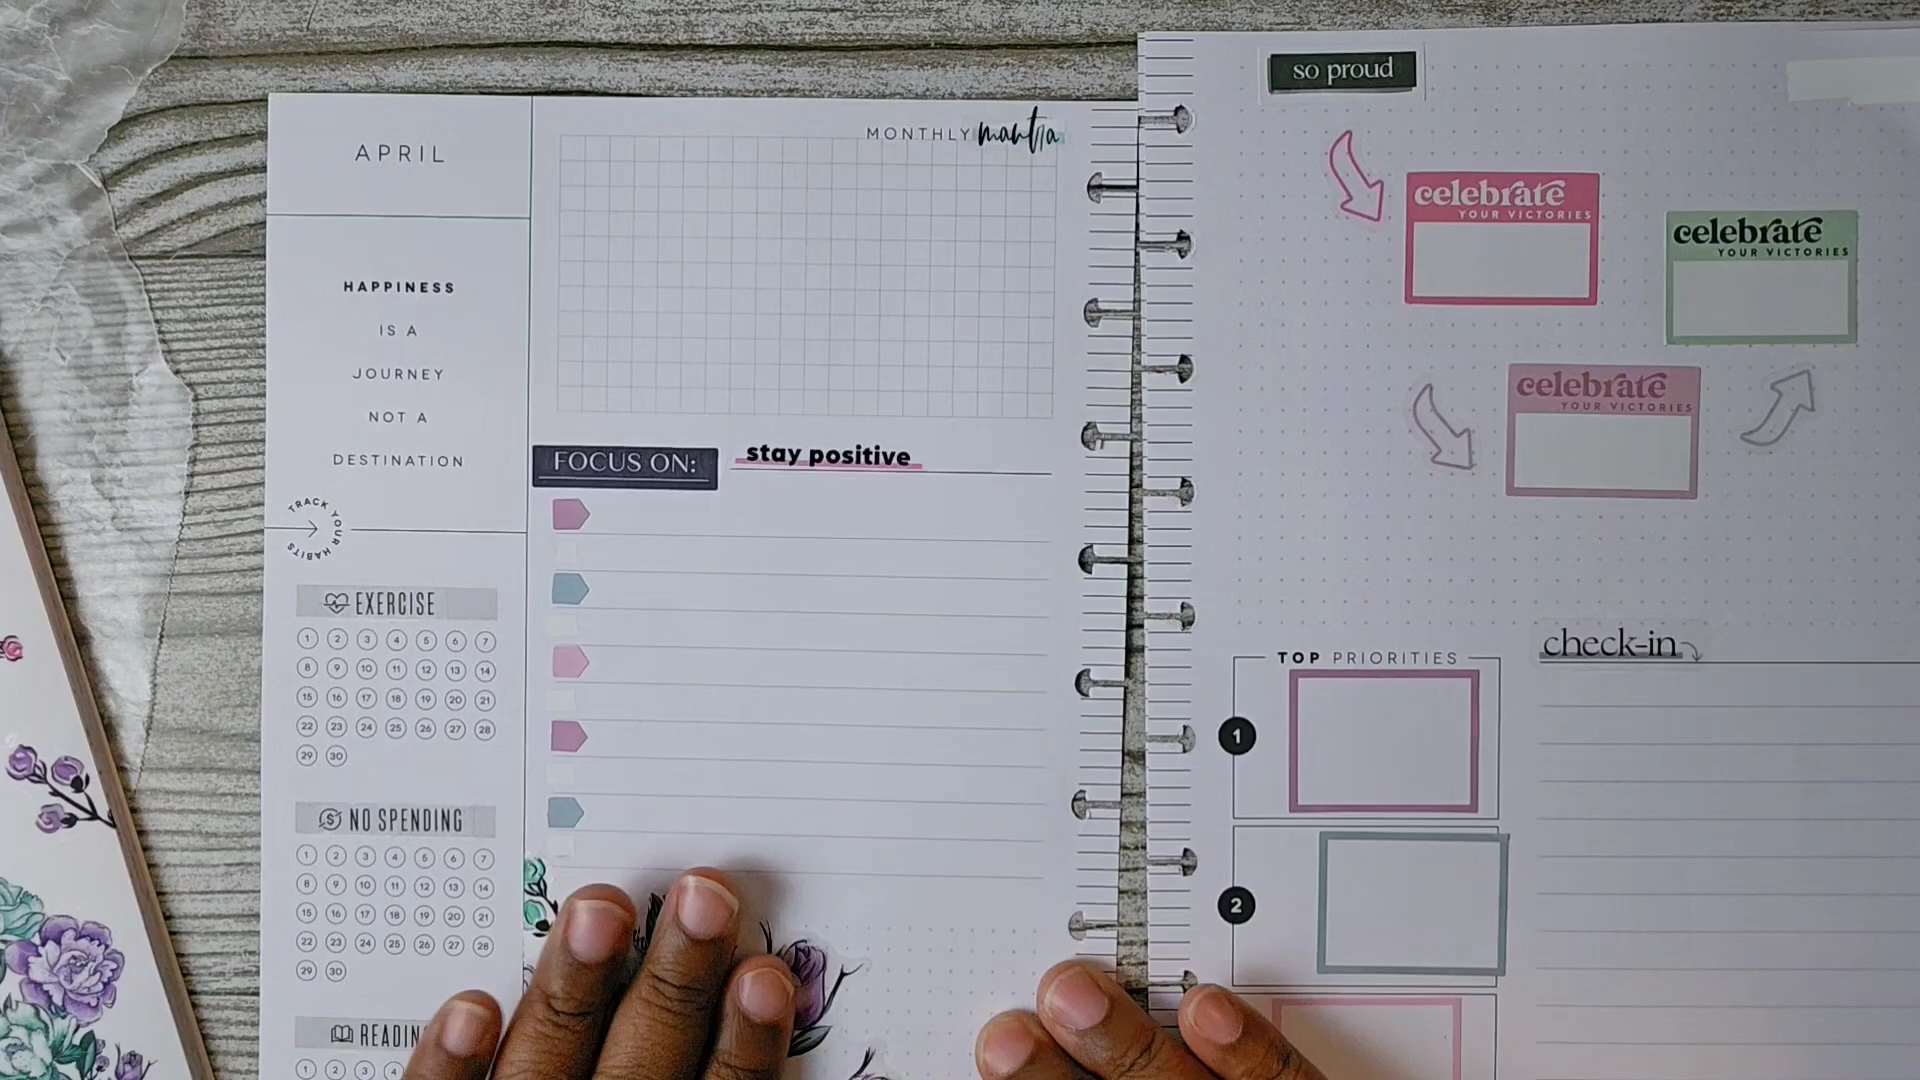 APRIL
HAPPINESS
IS A
JOURNEY
NOT A
DESTINATION
TRACK YOUR HABITS
EXERCISE
1 2 3 4 5 6 7
8 9 10 11 12 13 14
15 16 17 18 19 20 21
22 23 24 25 26 27 28
29 30
NO SPENDING
1 2 3 4 5 6 7
8 9 10 11 12 13 14
15 16 17 18 19 20 21
22 23 24 25 26 27 28
29 30
READIN
1 2 3 4
MONTHLY mantra
FOCUS ON: stay positive
so proud
celebrate
YOUR VICTORIES
celebrate
YOUR VICTORIES
celebrate
YOUR VICTORIES
TOP PRIORITIES
1
2
check-in